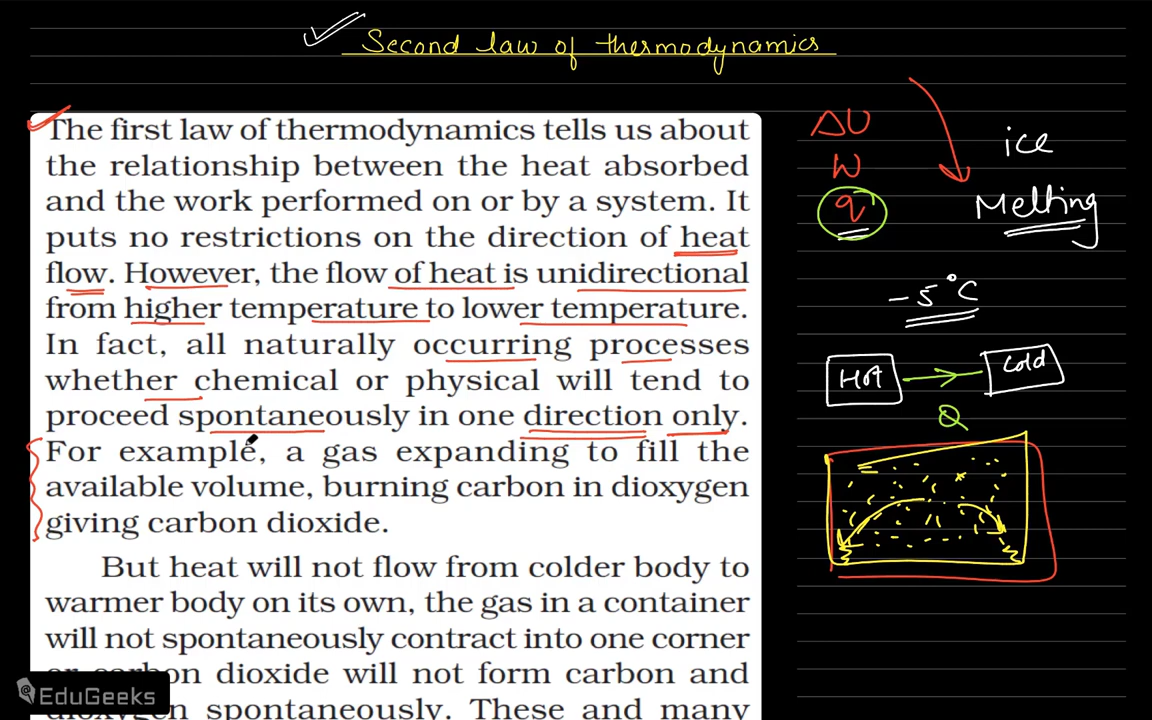 Second law of thermodynamics
The first law of thermodynamics tells us about
the relationship between the heat absorbed
and the work performed on or by a system. It
puts no restrictions on the direction of heat
flow. However, the flow of heat is unidirectional
from higher temperature to lower temperature.
In fact, all naturally occurring processes
whether chemical or physical will tend to
proceed spontaneously in one direction only.
For example, a gas expanding to fill the
available volume, burning carbon in dioxygen
giving carbon dioxide.
But heat will not flow from colder body to
warmer body on its own, the gas in a container
will not spontaneously contract into one corner
or carbon dioxide will not form carbon and
dioxygen spontaneously. These and many
ΔU
W
q
ice
Melting
-5°C
Hot
Cold
Q
EduGeeks